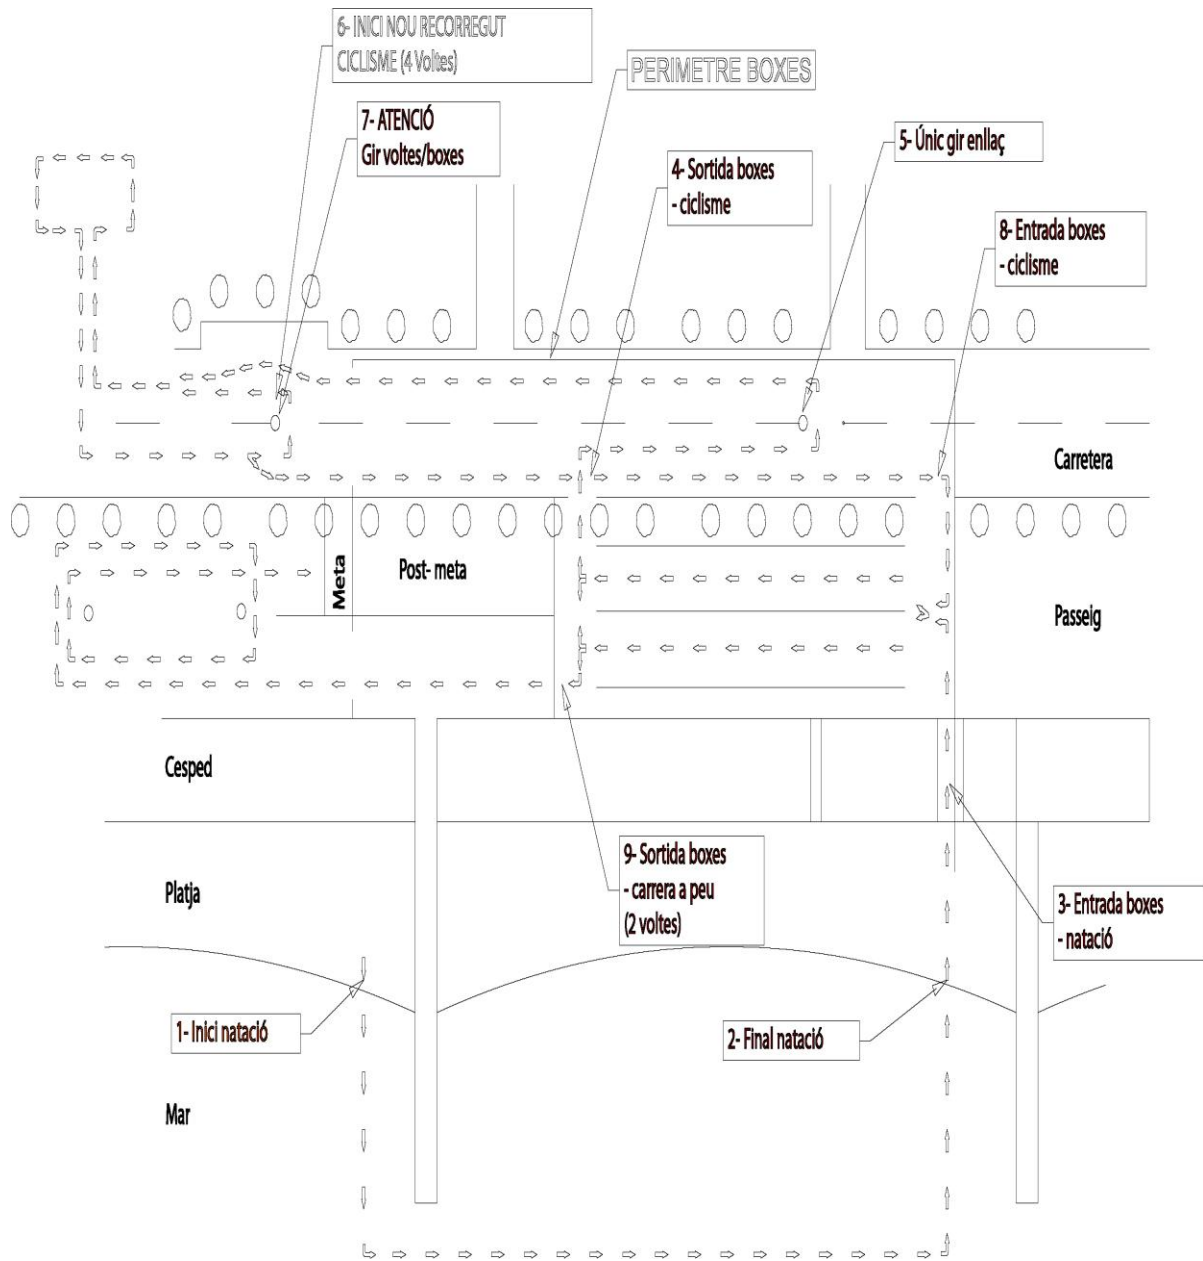 6- INICI NOU RECORREGUT
CICLISME (4 Voltes)
PERIMETRE BOXES
7- ATENCIÓ
Gir voltes/boxes
5- Únic gir enllaç
4- Sortida boxes
- ciclisme
8- Entrada boxes
- ciclisme
Carretera
Meta
Post- meta
Passeig
Cesped
9- Sortida boxes
- carrera a peu
(2 voltes)
Platja
3- Entrada boxes
- natació
1- Inici natació
2- Final natació
Mar